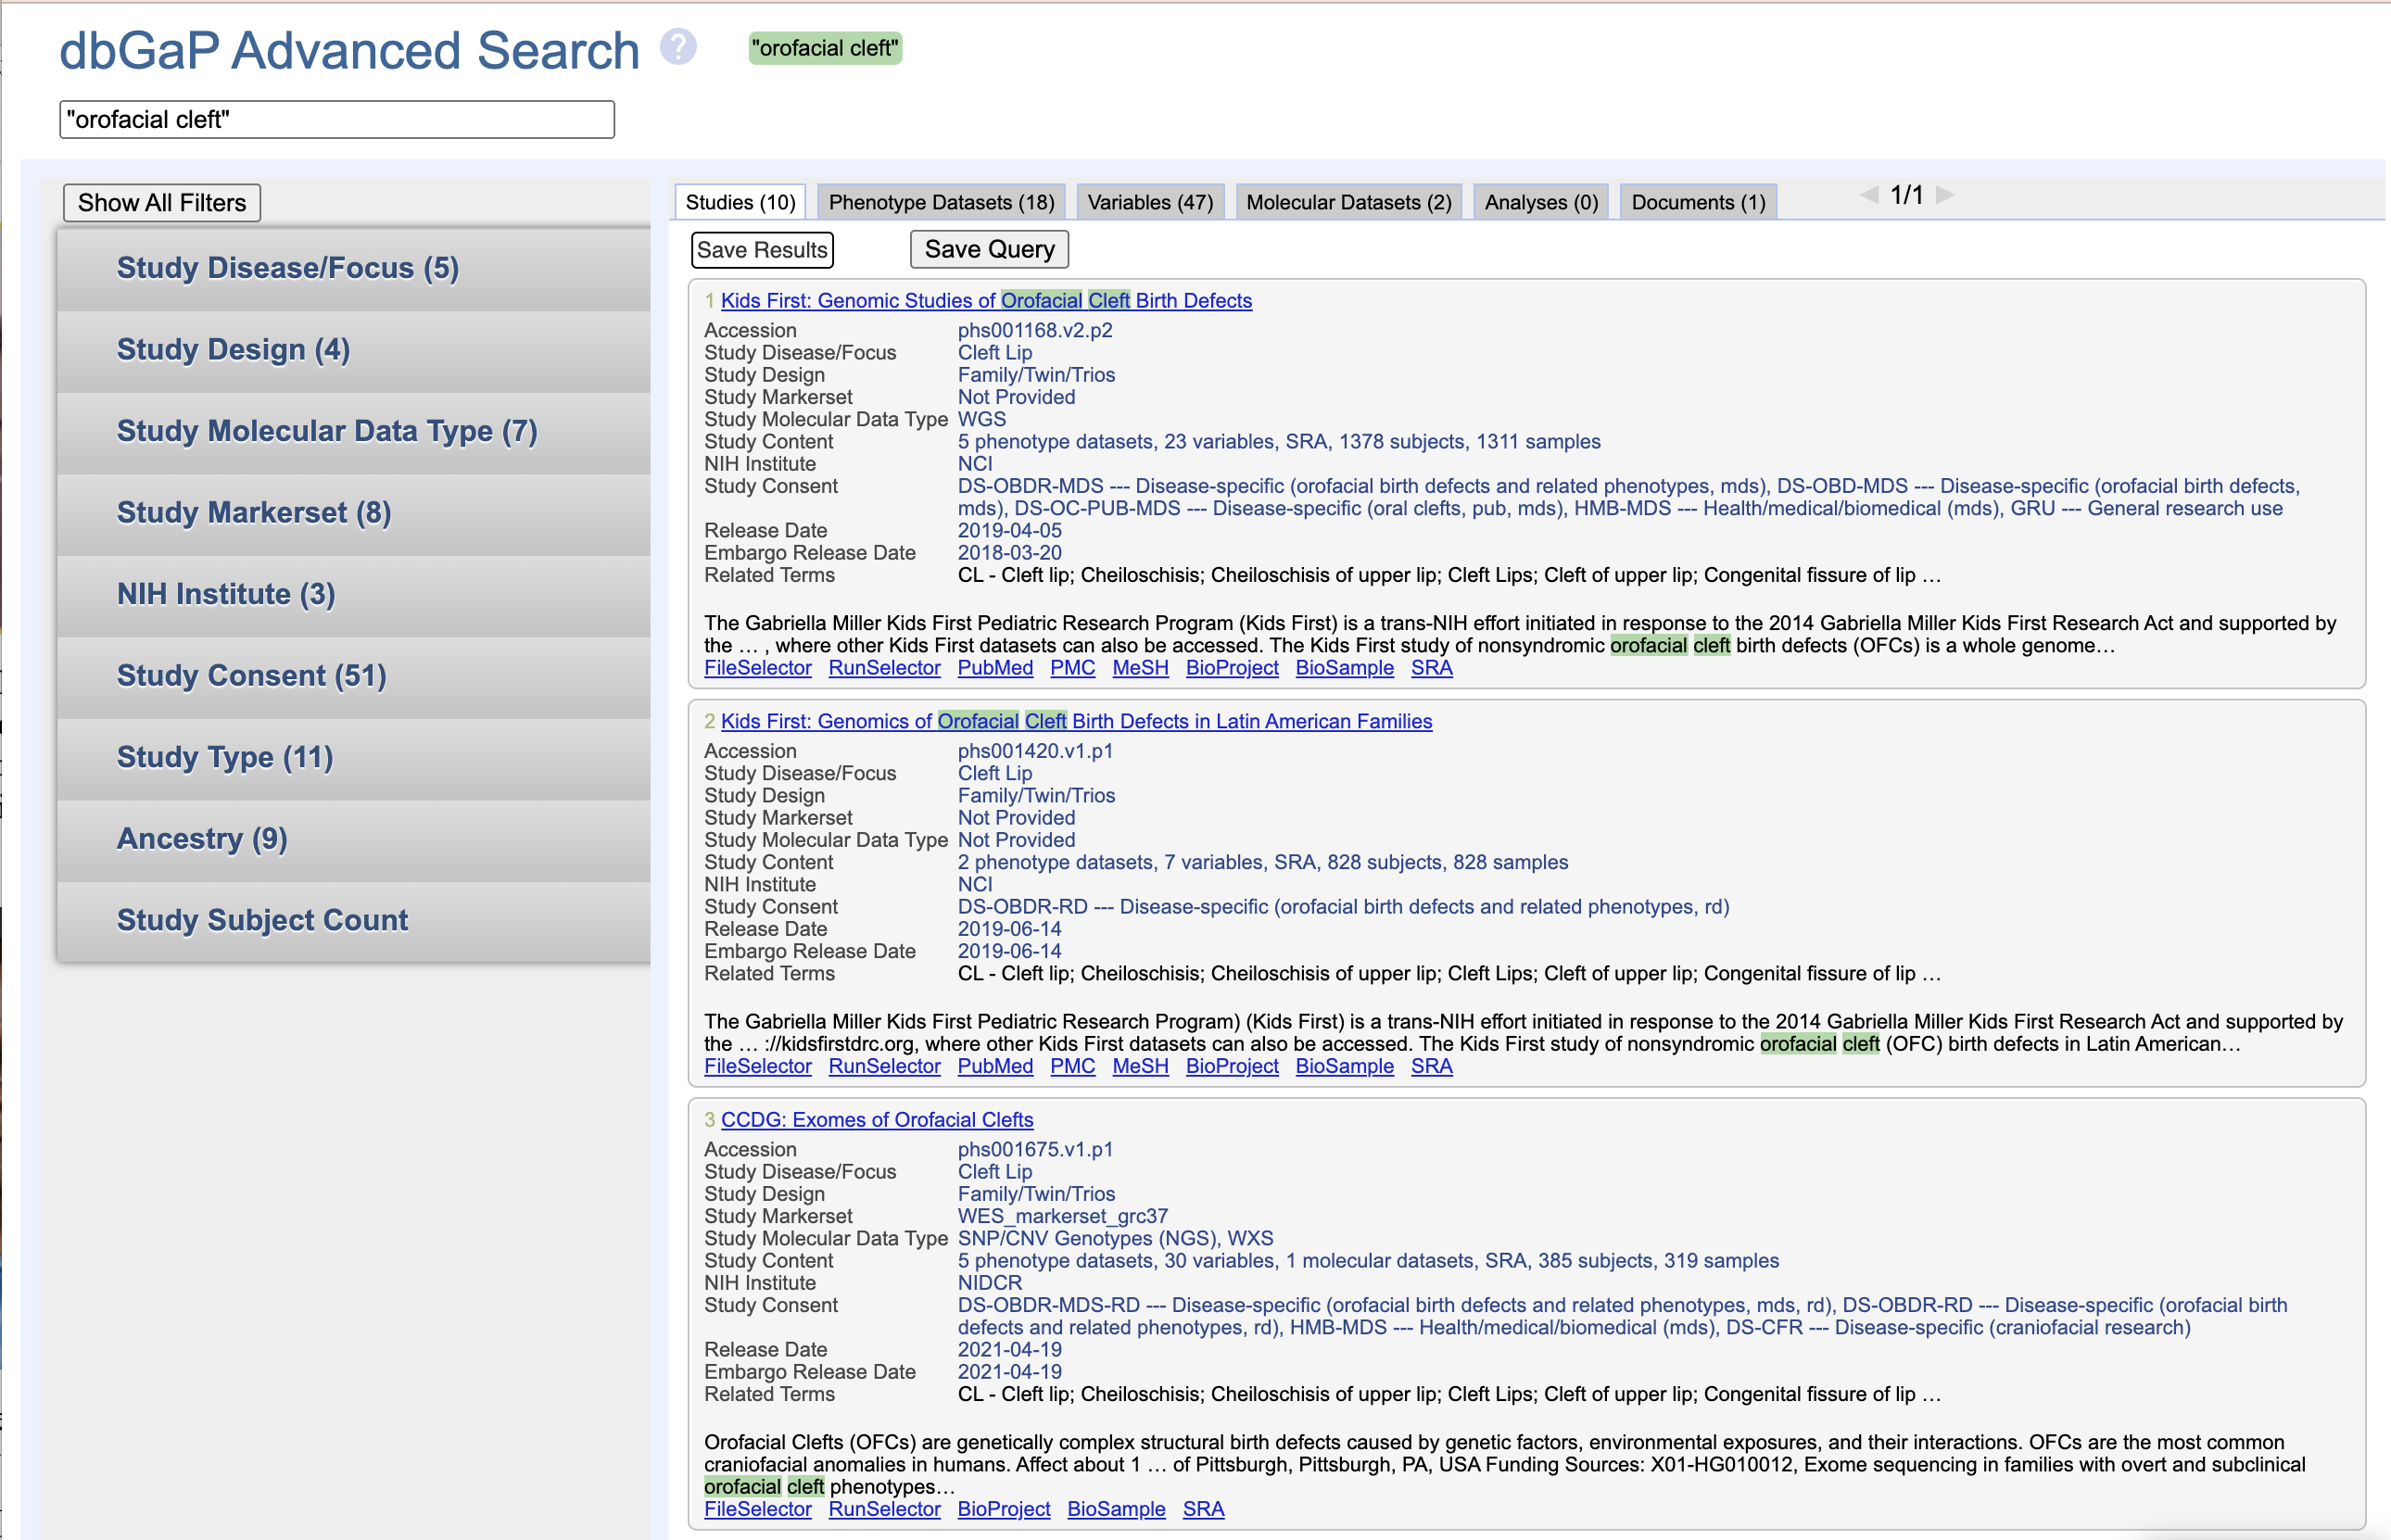 dbGaP Advanced Search ? "orofacial cleft"
"orofacial cleft"
Show All Filters
Study Disease/Focus (5)
Study Design (4)
Study Molecular Data Type (7)
Study Markerset (8)
NIH Institute (3)
Study Consent (51)
Study Type (11)
Ancestry (9)
Study Subject Count
Studies (10) Phenotype Datasets (18) Variables (47) Molecular Datasets (2) Analyses (0) Documents (1) 1/1
Save Results Save Query
1 Kids First: Genomic Studies of Orofacial Cleft Birth Defects
Accession phs001168.v2.p2
Study Disease/Focus Cleft Lip
Study Design Family/Twin/Trios
Study Markerset Not Provided
Study Molecular Data Type WGS
Study Content 5 phenotype datasets, 23 variables, SRA, 1378 subjects, 1311 samples
NIH Institute NCI
Study Consent DS-OBDR-MDS --- Disease-specific (orofacial birth defects and related phenotypes, mds), DS-OBD-MDS --- Disease-specific (orofacial birth defects,
mds), DS-OC-PUB-MDS --- Disease-specific (oral clefts, pub, mds), HMB-MDS --- Health/medical/biomedical (mds), GRU --- General research use
Release Date 2019-04-05
Embargo Release Date 2018-03-20
Related Terms CL - Cleft lip; Cheiloschisis; Cheiloschisis of upper lip; Cleft Lips; Cleft of upper lip; Congenital fissure of lip …
The Gabriella Miller Kids First Pediatric Research Program (Kids First) is a trans-NIH effort initiated in response to the 2014 Gabriella Miller Kids First Research Act and supported by
the … , where other Kids First datasets can also be accessed. The Kids First study of nonsyndromic orofacial cleft birth defects (OFCs) is a whole genome…
FileSelector RunSelector PubMed PMC MeSH BioProject BioSample SRA
2 Kids First: Genomics of Orofacial Cleft Birth Defects in Latin American Families
Accession phs001420.v1.p1
Study Disease/Focus Cleft Lip
Study Design Family/Twin/Trios
Study Markerset Not Provided
Study Molecular Data Type Not Provided
Study Content 2 phenotype datasets, 7 variables, SRA, 828 subjects, 828 samples
NIH Institute NCI
Study Consent DS-OBDR-RD --- Disease-specific (orofacial birth defects and related phenotypes, rd)
Release Date 2019-06-14
Embargo Release Date 2019-06-14
Related Terms CL - Cleft lip; Cheiloschisis; Cheiloschisis of upper lip; Cleft Lips; Cleft of upper lip; Congenital fissure of lip …
The Gabriella Miller Kids First Pediatric Research Program) (Kids First) is a trans-NIH effort initiated in response to the 2014 Gabriella Miller Kids First Research Act and supported by
the … ://kidsfirstdrc.org, where other Kids First datasets can also be accessed. The Kids First study of nonsyndromic orofacial cleft (OFC) birth defects in Latin American…
FileSelector RunSelector PubMed PMC MeSH BioProject BioSample SRA
3 CCDG: Exomes of Orofacial Clefts
Accession phs001675.v1.p1
Study Disease/Focus Cleft Lip
Study Design Family/Twin/Trios
Study Markerset WES_markerset_grc37
Study Molecular Data Type SNP/CNV Genotypes (NGS), WXS
Study Content 5 phenotype datasets, 30 variables, 1 molecular datasets, SRA, 385 subjects, 319 samples
NIH Institute NIDCR
Study Consent DS-OBDR-MDS-RD --- Disease-specific (orofacial birth defects and related phenotypes, mds, rd), DS-OBDR-RD --- Disease-specific (orofacial birth
defects and related phenotypes, rd), HMB-MDS --- Health/medical/biomedical (mds), DS-CFR --- Disease-specific (craniofacial research)
Release Date 2021-04-19
Embargo Release Date 2021-04-19
Related Terms CL - Cleft lip; Cheiloschisis; Cheiloschisis of upper lip; Cleft Lips; Cleft of upper lip; Congenital fissure of lip …
Orofacial Clefts (OFCs) are genetically complex structural birth defects caused by genetic factors, environmental exposures, and their interactions. OFCs are the most common
craniofacial anomalies in humans. Affect about 1 … of Pittsburgh, Pittsburgh, PA, USA Funding Sources: X01-HG010012, Exome sequencing in families with overt and subclinical
orofacial cleft phenotypes…
FileSelector RunSelector BioProject BioSample SRA